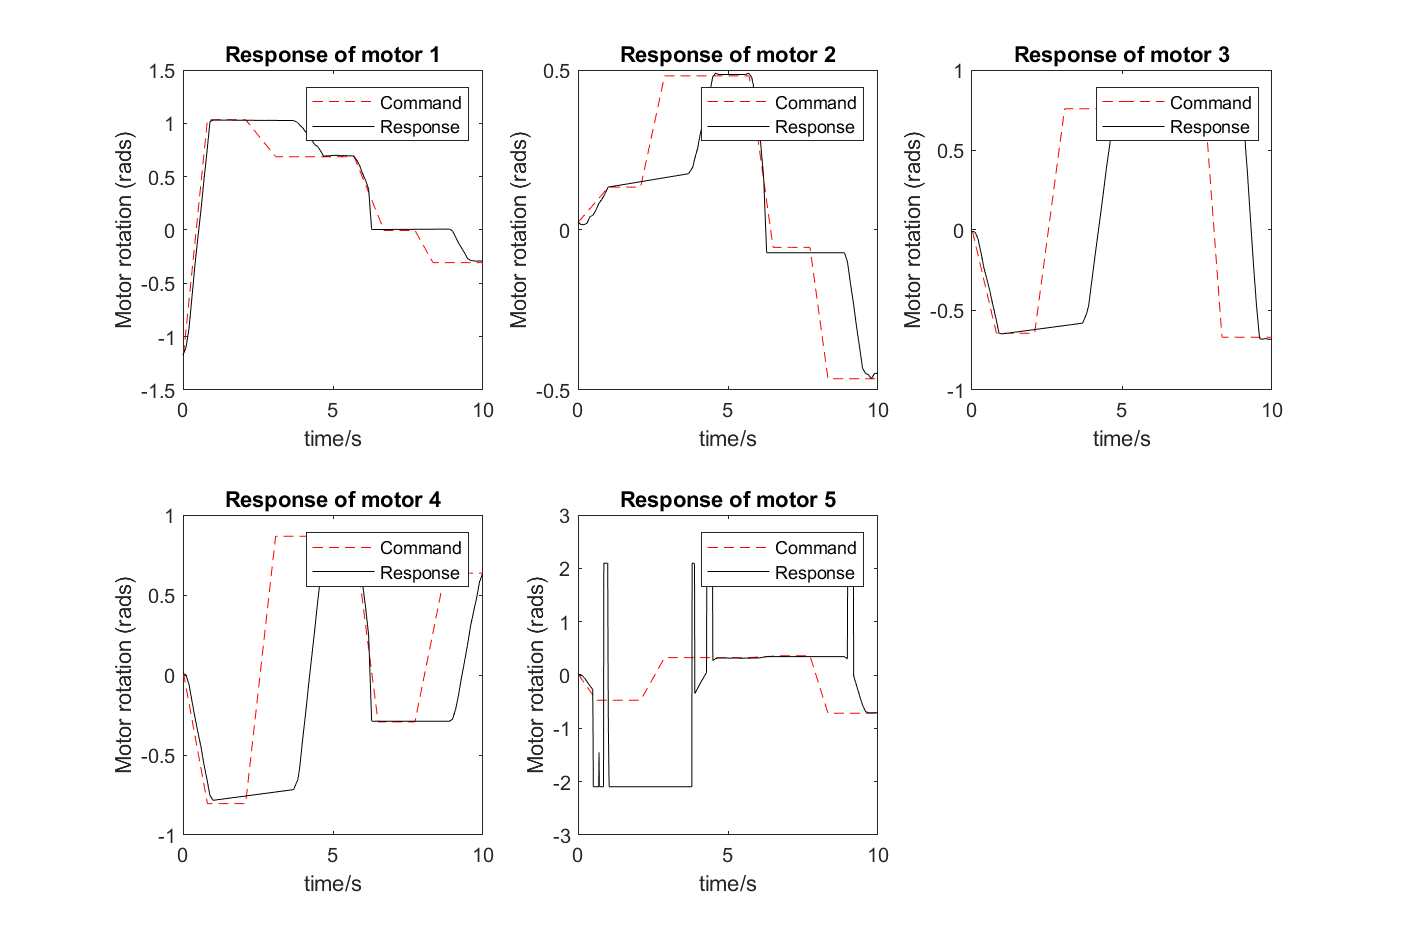 Response of motor 1
1.5
1
0.5
0
-0.5
-1
-1.5
Motor rotation (rads)
Command
Response
0
5
10
time/s
Response of motor 2
0.5
0
-0.5
Motor rotation (rads)
Command
Response
0
5
10
time/s
Response of motor 3
1
0.5
0
-0.5
-1
Motor rotation (rads)
Command
Response
0
5
10
time/s
Response of motor 4
1
0.5
0
-0.5
-1
Motor rotation (rads)
Command
Response
0
5
10
time/s
Response of motor 5
3
2
1
0
-1
-2
-3
Motor rotation (rads)
Command
Response
0
5
10
time/s